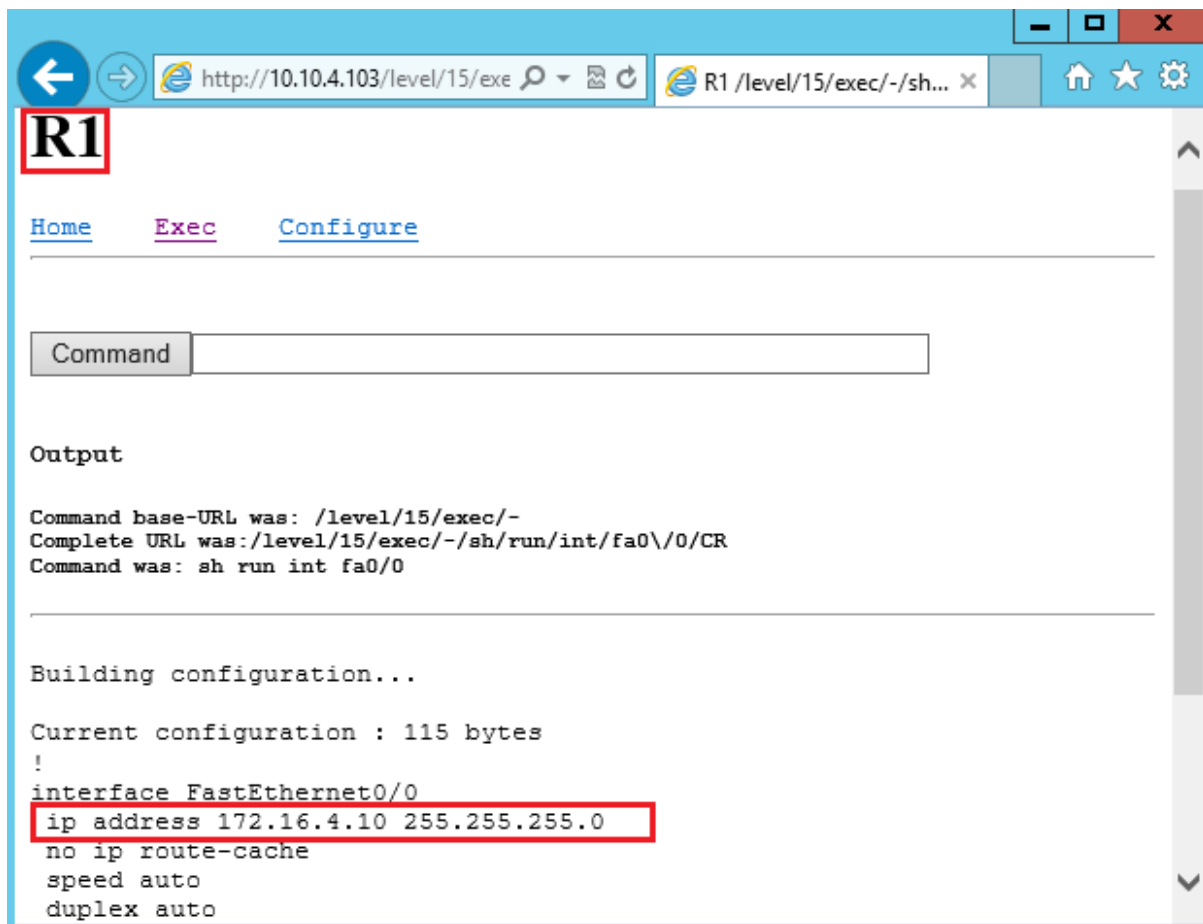 http://10.10.4.103/level/15/exe
R1 /level/15/exec/-/sh...
R1
Home Exec Configure
Command
Output
Command base-URL was: /level/15/exec/-
Complete URL was:/level/15/exec/-/sh/run/int/fa0\/0/CR
Command was: sh run int fa0/0
Building configuration...
Current configuration : 115 bytes
!
interface FastEthernet0/0
ip address 172.16.4.10 255.255.255.0
no ip route-cache
speed auto
duplex auto